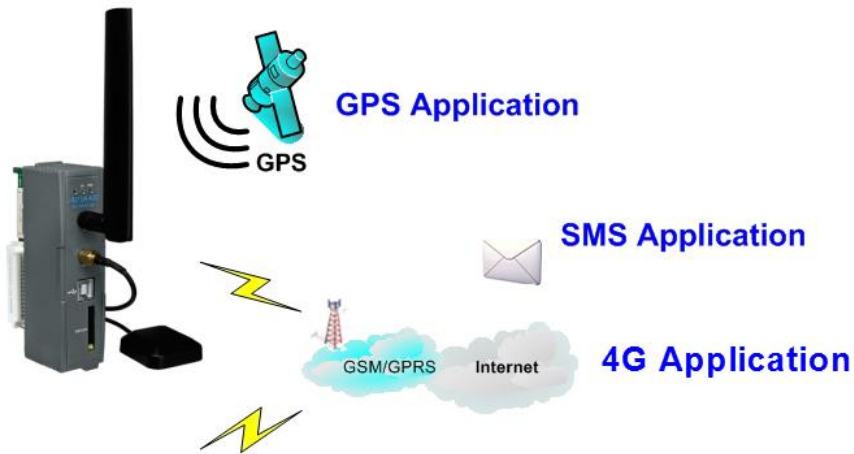 GPS Application
GPS
SMS Application
4G Application
GSM/GPRS
Internet